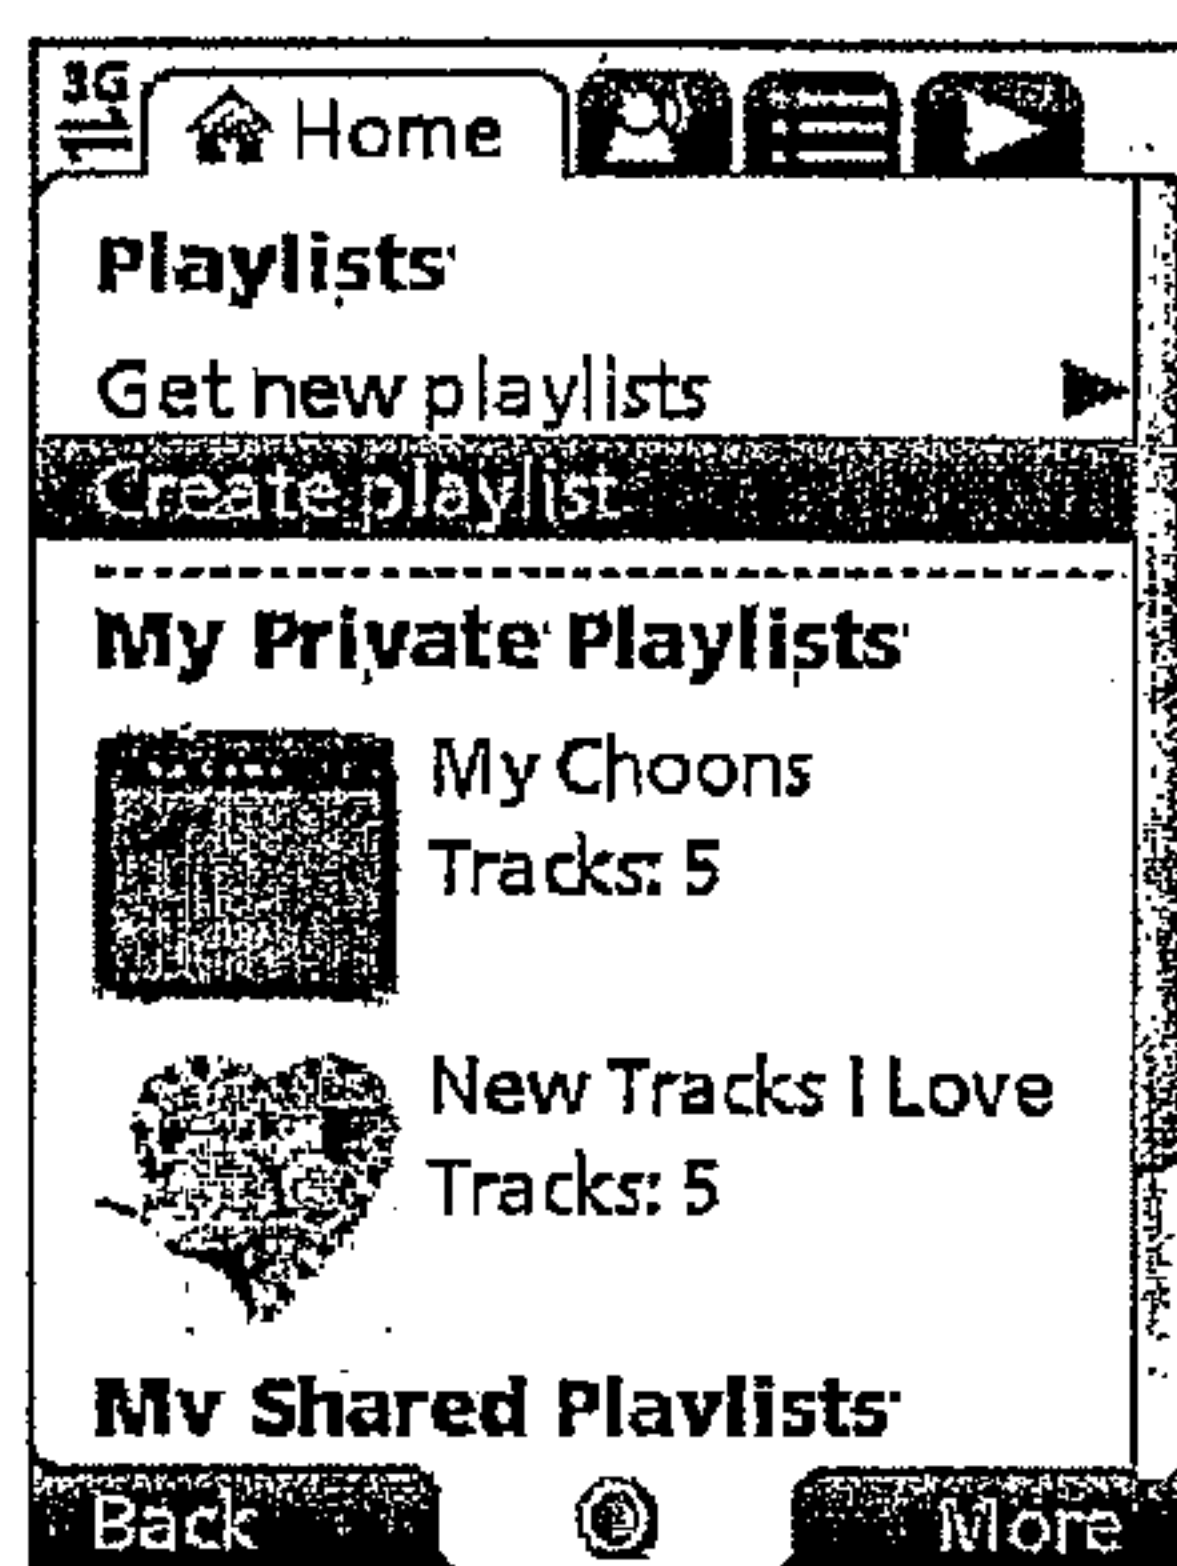 3G
Home
Playlists
Get new playlists
Create playlist
My Private Playlists
My Choons
Tracks: 5
New Tracks I Love
Tracks: 5
My Shared Playlists
Back
More